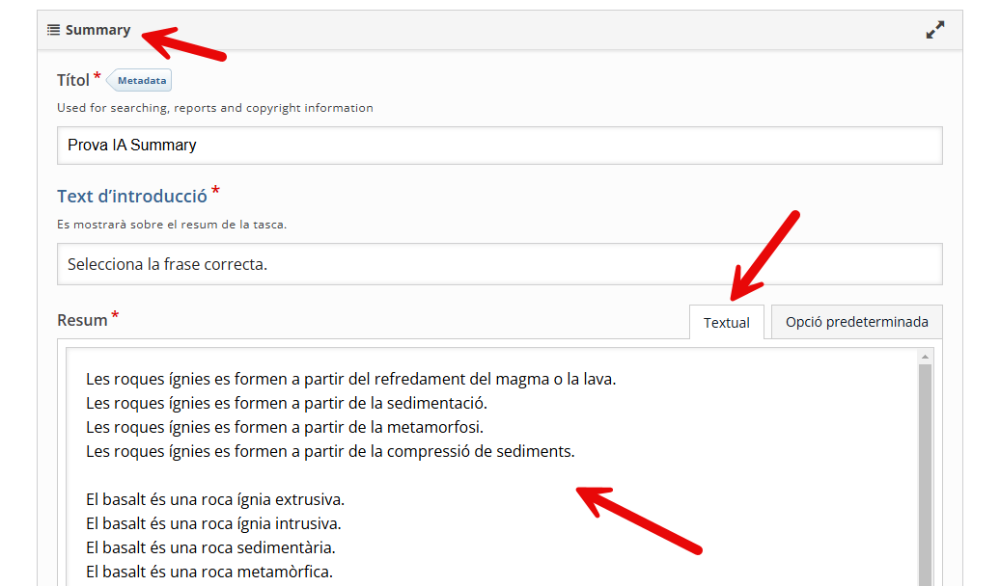 Summary
Títol *
Metadata
Used for searching, reports and copyright information
Prova IA Summary
Text d’introducció *
Es mostrarà sobre el resum de la tasca.
Selecciona la frase correcta.
Resum *
Textual
Opció predeterminada
Les roques ígnies es formen a partir del refredament del magma o la lava.
Les roques ígnies es formen a partir de la sedimentació.
Les roques ígnies es formen a partir de la metamorfosi.
Les roques ígnies es formen a partir de la compressió de sediments.
El basalt és una roca ígnia extrusiva.
El basalt és una roca ígnia intrusiva.
El basalt és una roca sedimentària.
El basalt és una roca metamòrfica.